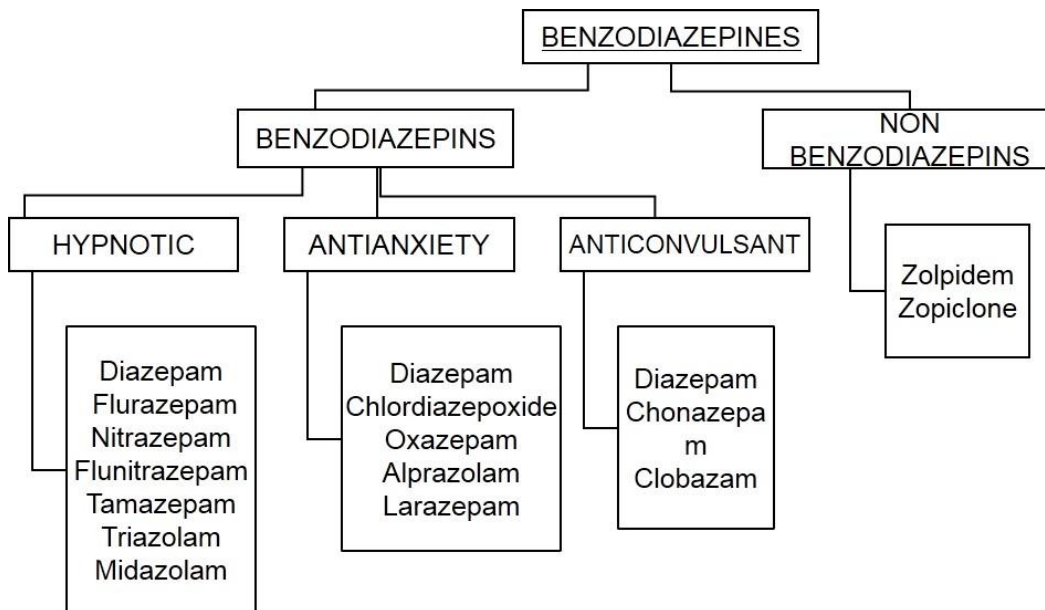 BENZODIAZEPINES
BENZODIAZEPINS
NON
BENZODIAZEPINS
HYPNOTIC
ANTIANXIETY
ANTICONVULSANT
Zolpidem
Zopiclone
Diazepam
Flurazepam
Nitrazepam
Flunitrazepam
Tamazepam
Triazolam
Midazolam
Diazepam
Chlordiazepoxide
Oxazepam
Alprazolam
Larazepam
Diazepam
Chonazepa
m
Clobazam